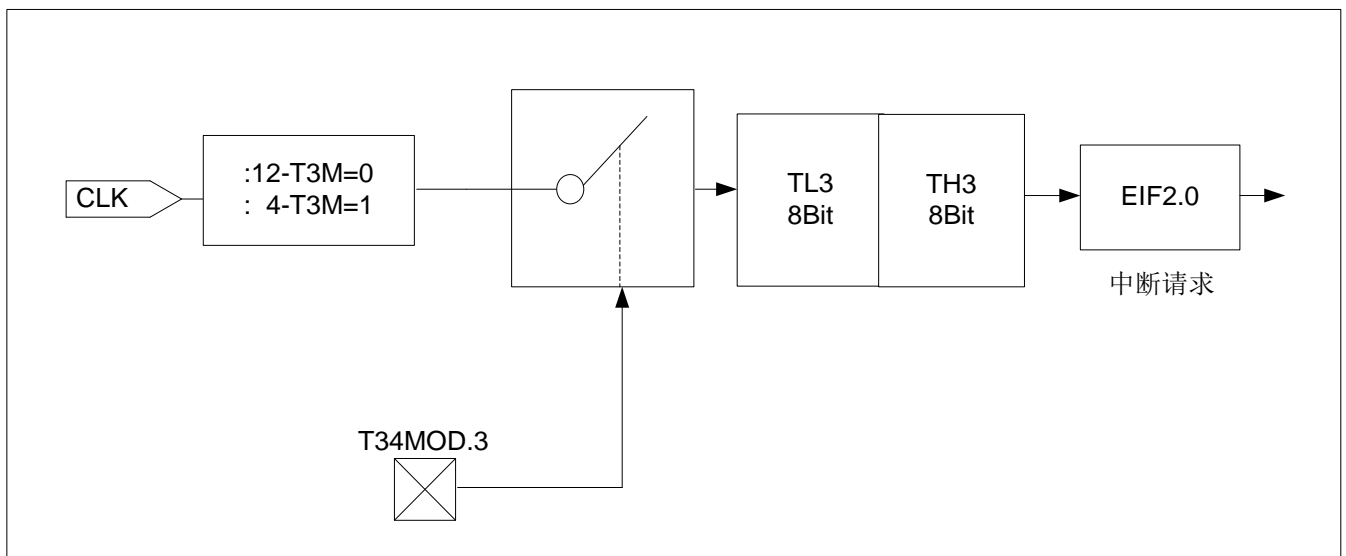 CLK
:12-T3M=0
: 4-T3M=1
TL3
8Bit
TH3
8Bit
EIF2.0
中断请求
T34MOD.3